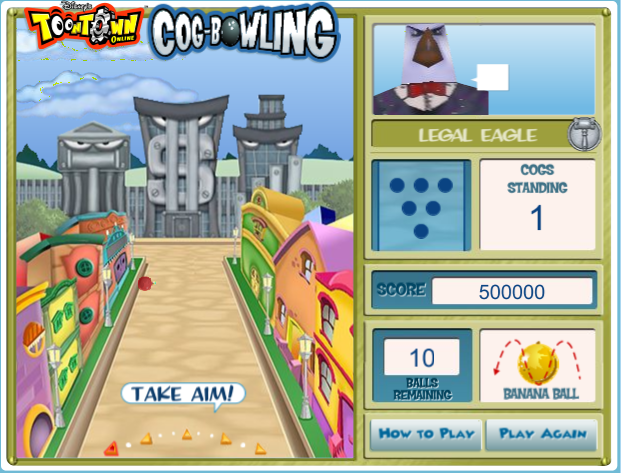 Disney's
TOONTOWN
ONLINE
COG-BOWLING
LEGAL EAGLE
COGS
STANDING
1
SCORE 500000
10
BALLS
REMAINING
BANANA BALL
TAKE AIM!
HOW TO PLAY PLAY AGAIN